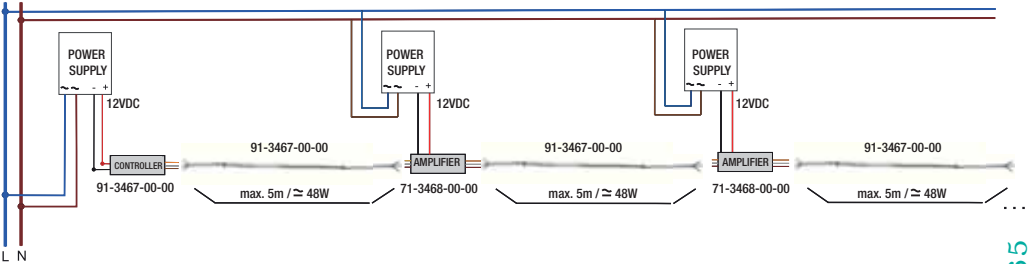 POWER
SUPPLY
~ ~ - +
12VDC
POWER
SUPPLY
~ ~ - +
12VDC
POWER
SUPPLY
~ ~ - +
12VDC
CONTROLLER
91-3467-00-00
91-3467-00-00
max. 5m / ≃ 48W
AMPLIFIER
71-3468-00-00
91-3467-00-00
max. 5m / ≃ 48W
AMPLIFIER
71-3468-00-00
91-3467-00-00
max. 5m / ≃ 48W
...
L N